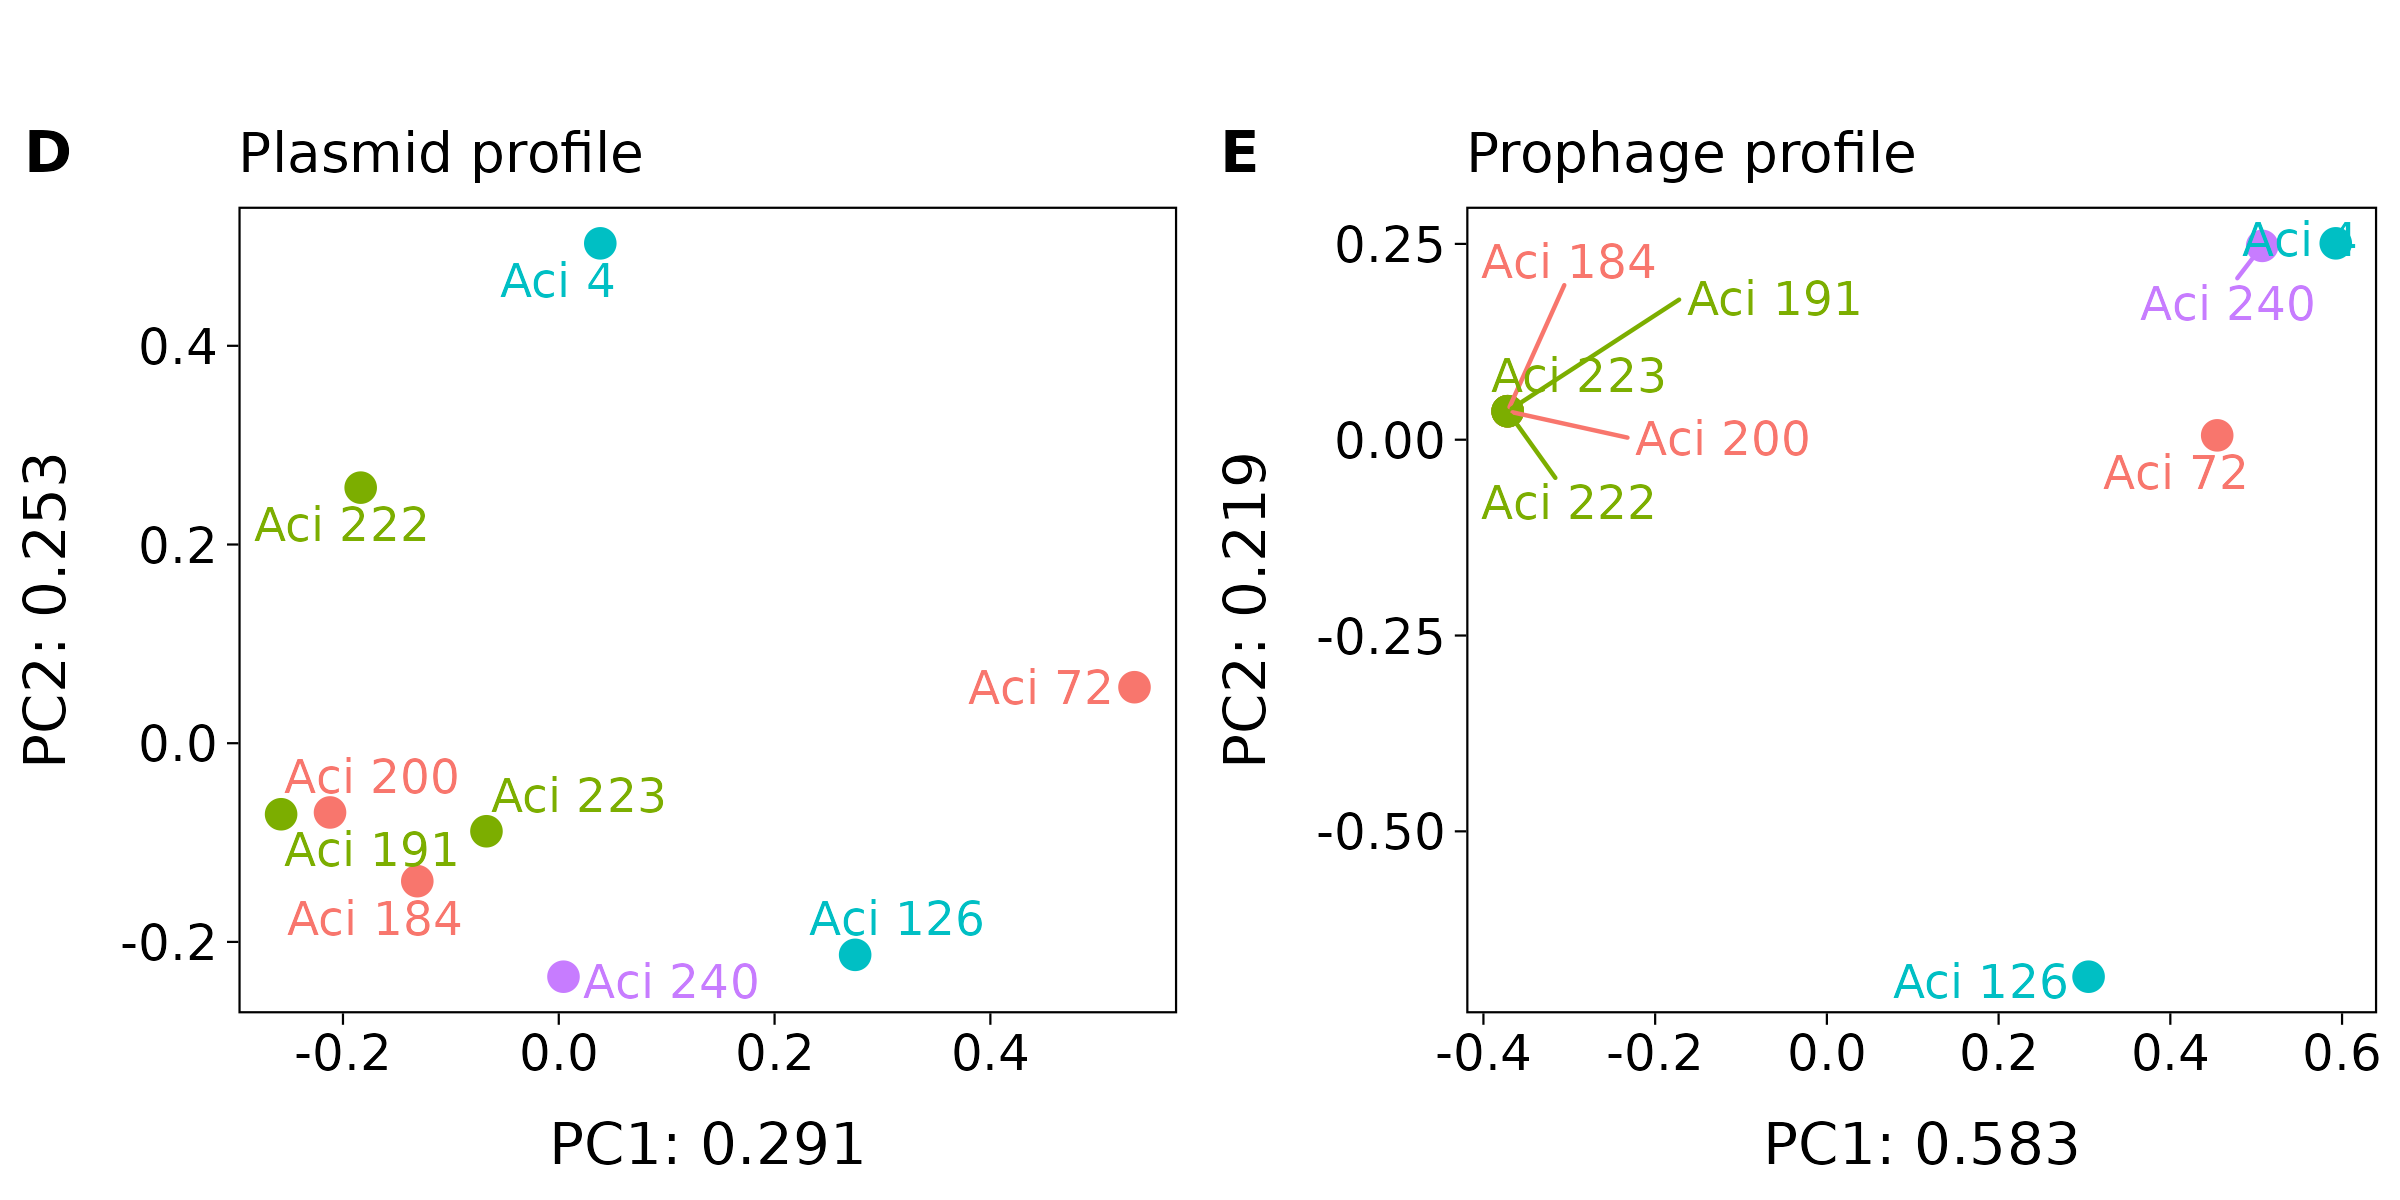 D Plasmid profile
Aci 4
Aci 222
Aci 72
Aci 200
Aci 223
Aci 191
Aci 184
Aci 126
Aci 240
0.4
0.2
0.0
-0.2
PC2: 0.253
-0.2 0.0 0.2 0.4
PC1: 0.291
E Prophage profile
Aci 4
Aci 184
Aci 191
Aci 240
Aci 223
Aci 200
Aci 72
Aci 222
Aci 126
0.25
0.00
-0.25
-0.50
PC2: 0.219
-0.4 -0.2 0.0 0.2 0.4 0.6
PC1: 0.583